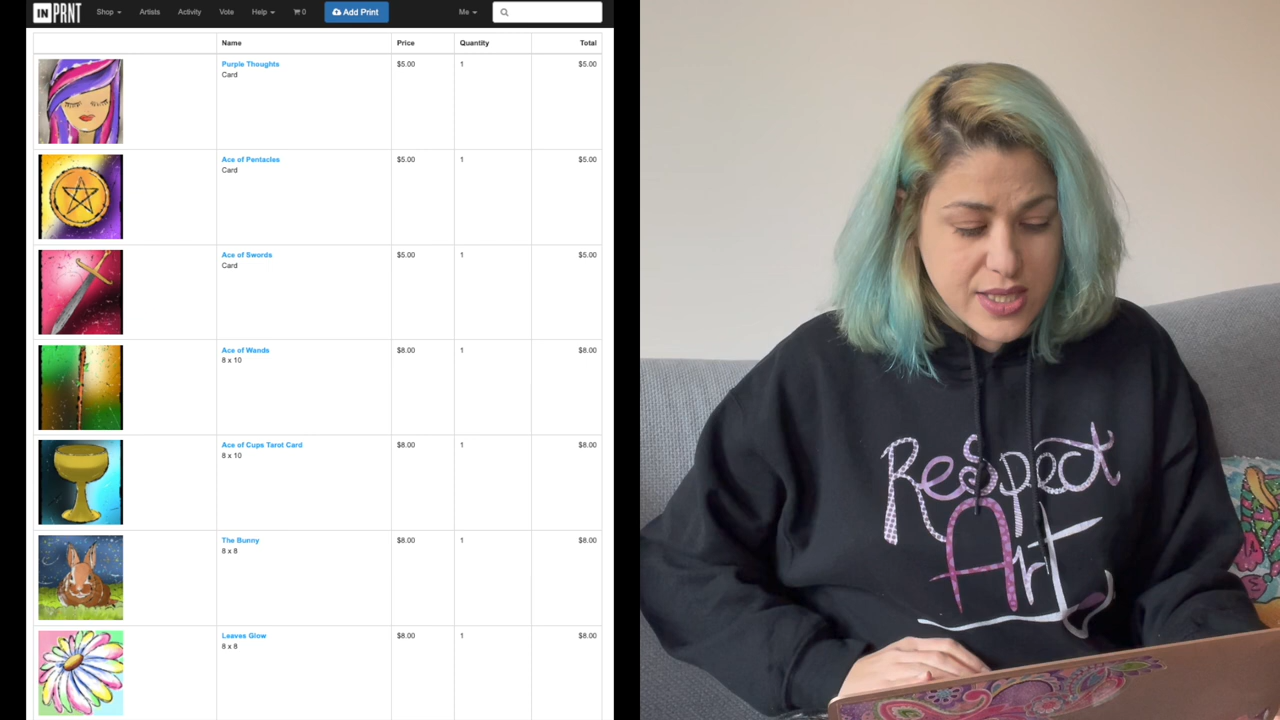 INPRNT Shop Artists Activity Vote Help 0 Add Print Me
Name Price Quantity Total
Purple Thoughts $5.00 1 $5.00
Card
Ace of Pentacles $5.00 1 $5.00
Card
Ace of Swords $5.00 1 $5.00
Card
Ace of Wands $8.00 1 $8.00
8 x 10
Ace of Cups Tarot Card $8.00 1 $8.00
8 x 10
The Bunny $8.00 1 $8.00
8 x 8
Leaves Glow $8.00 1 $8.00
8 x 8
Respect
Art